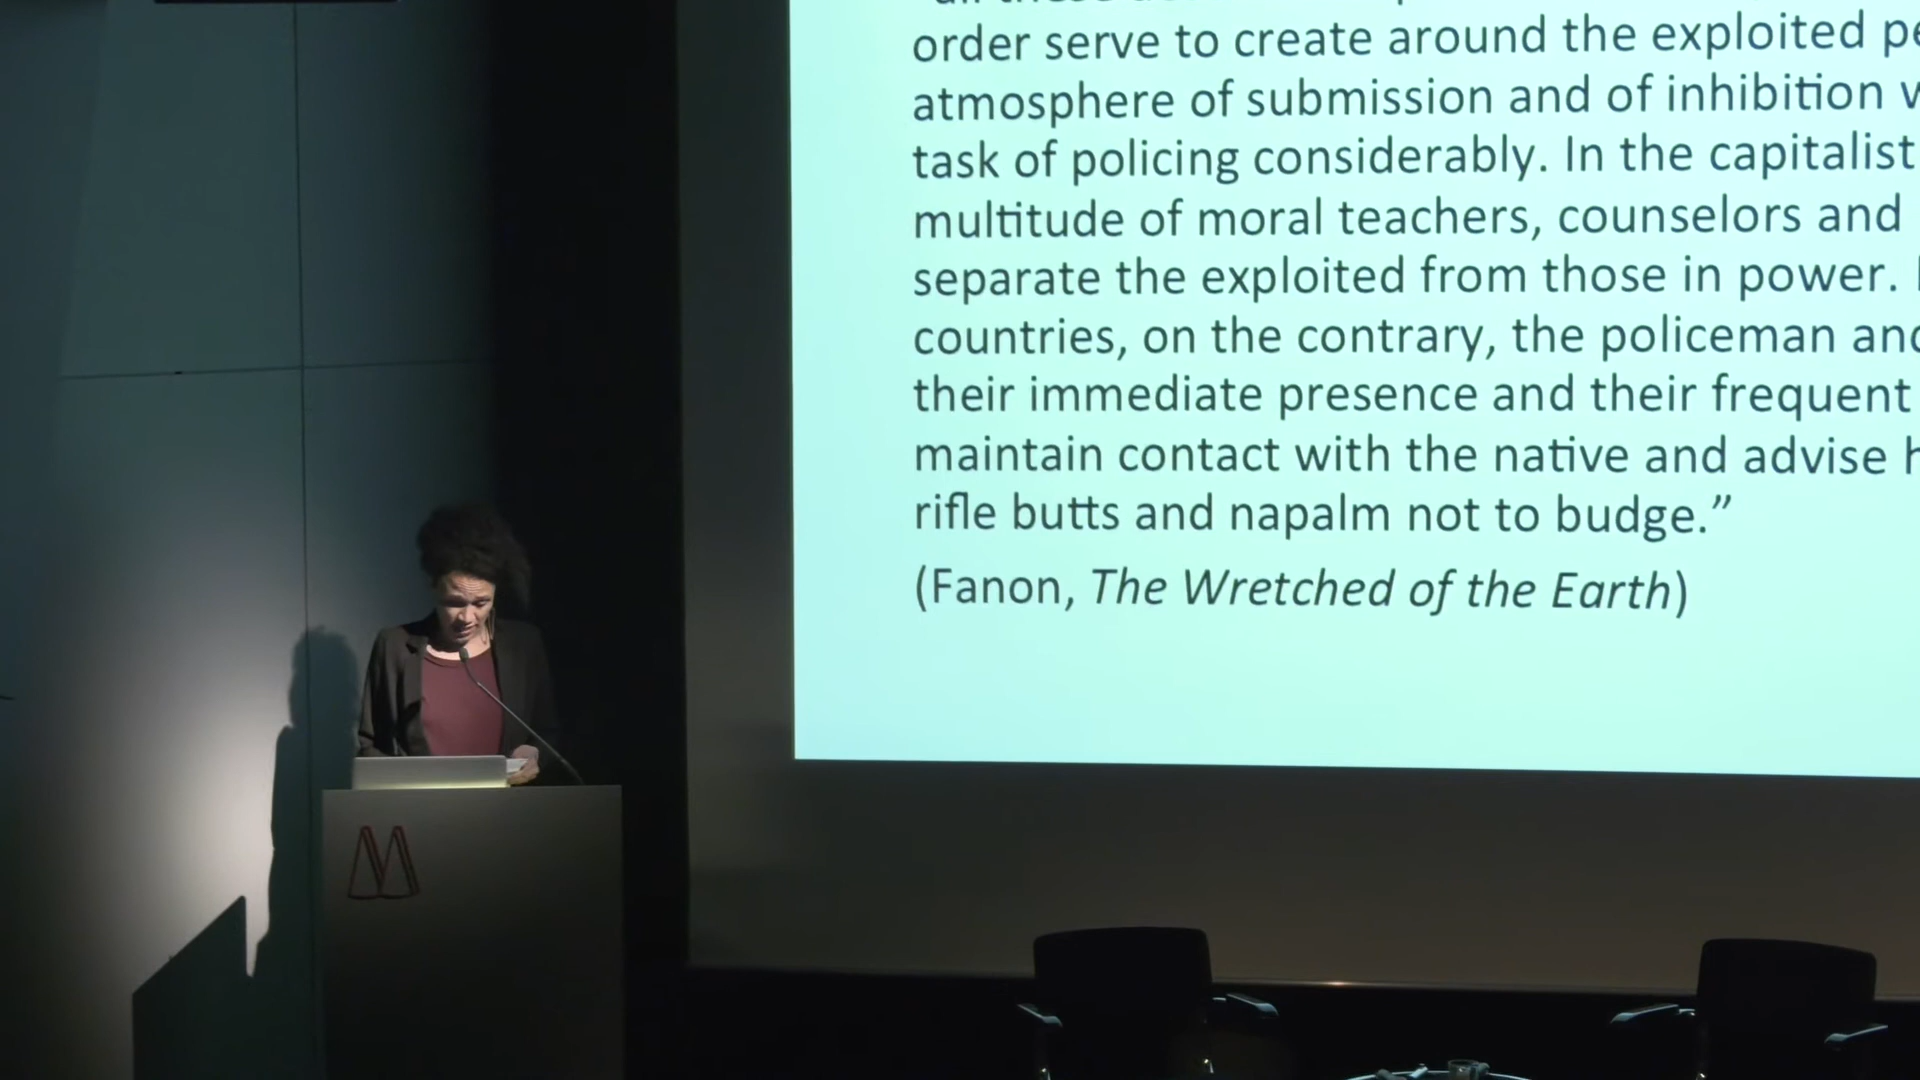 order serve to create around the exploited
atmosphere of submission and of inhibition
task of policing considerably. In the capitalist
multitude of moral teachers, counselors and
separate the exploited from those in power.
countries, on the contrary, the policeman
their immediate presence and their frequent
maintain contact with the native and advise
rifle butts and napalm not to budge.”
(Fanon, The Wretched of the Earth)
M